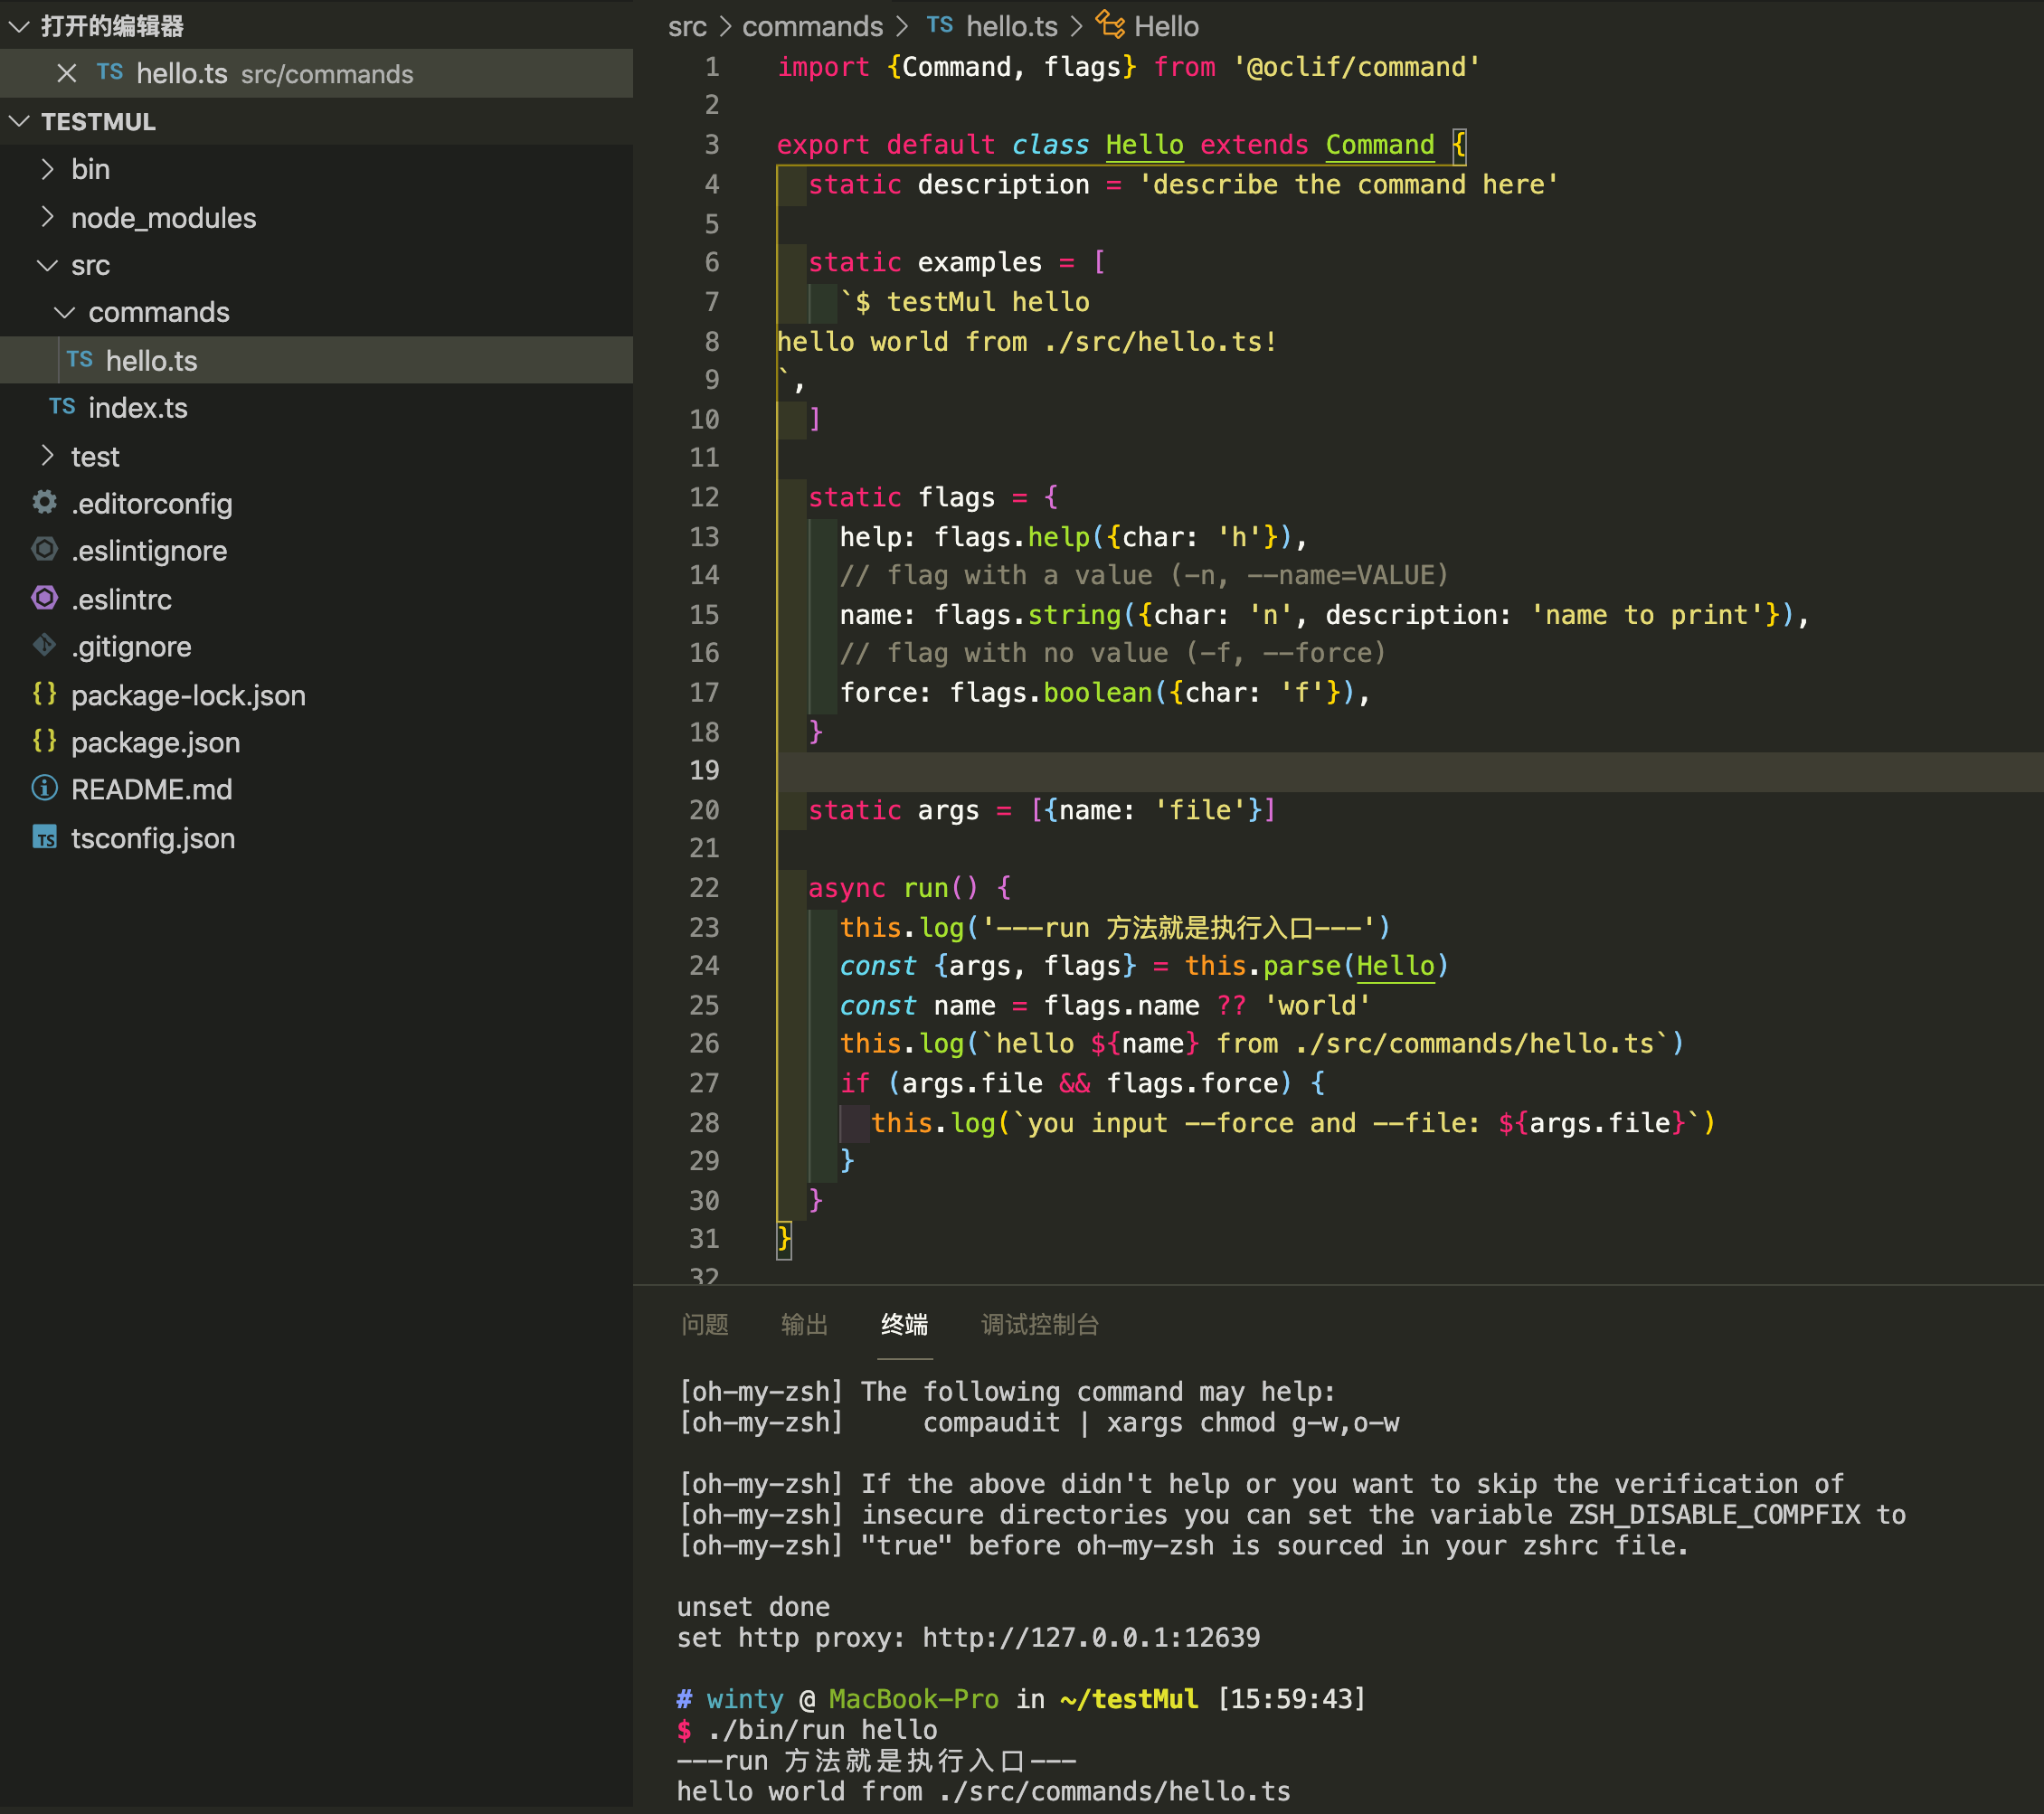 打开的编辑器
hello.ts src/commands
TESTMUL
bin
node_modules
src
commands
TS hello.ts
TS index.ts
test
.editorconfig
.eslintignore
.eslintrc
.gitignore
{} package-lock.json
{} package.json
README.md
TS tsconfig.json
src > commands > TS hello.ts > Hello
1 import {Command, flags} from '@oclif/command'
2
3 export default class Hello extends Command {
4   static description = 'describe the command here'
5
6   static examples = [
7     `$ testMul hello
8 hello world from ./src/hello.ts!
9 `,
10   ]
11
12   static flags = {
13     help: flags.help({char: 'h'}),
14     // flag with a value (-n, --name=VALUE)
15     name: flags.string({char: 'n', description: 'name to print'}),
16     // flag with no value (-f, --force)
17     force: flags.boolean({char: 'f'}),
18   }
19
20   static args = [{name: 'file'}]
21
22   async run() {
23     this.log('---run 方法就是执行入口---')
24     const {args, flags} = this.parse(Hello)
25     const name = flags.name ?? 'world'
26     this.log(`hello ${name} from ./src/commands/hello.ts`)
27     if (args.file && flags.force) {
28       this.log(`you input --force and --file: ${args.file}`)
29     }
30   }
31 }
32
问题 输出 终端 调试控制台
[oh-my-zsh] The following command may help:
[oh-my-zsh]     compaudit | xargs chmod g-w,o-w
[oh-my-zsh] If the above didn't help or you want to skip the verification of
[oh-my-zsh] insecure directories you can set the variable ZSH_DISABLE_COMPFIX to
[oh-my-zsh] "true" before oh-my-zsh is sourced in your zshrc file.
unset done
set http proxy: http://127.0.0.1:12639
# winty @ MacBook-Pro in ~/testMul [15:59:43]
$ ./bin/run hello
---run 方法就是执行入口---
hello world from ./src/commands/hello.ts